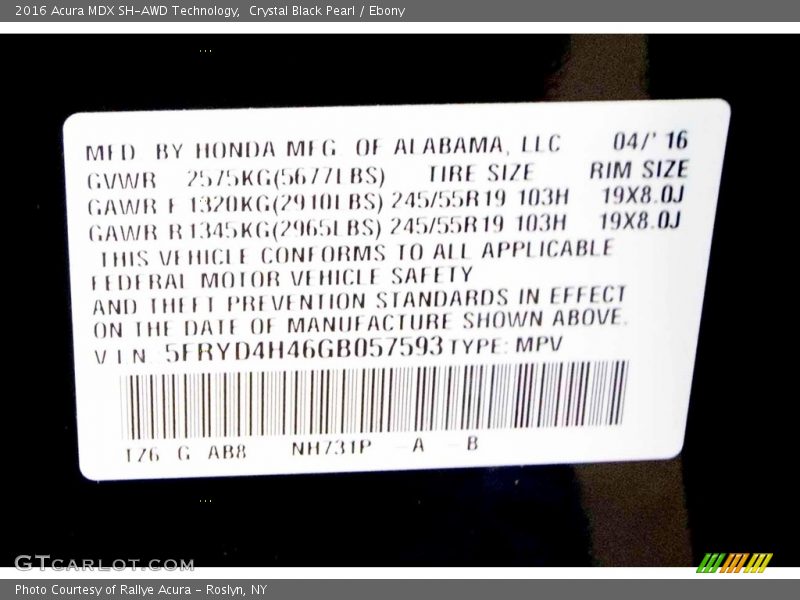 2016 Acura MDX SH-AWD Technology,  Crystal Black Pearl / Ebony
MFD. BY HONDA MFG. OF ALABAMA, LLC 04/'16
GVWR 2575KG(5677LBS) TIRE SIZE RIM SIZE
GAWR F 1320KG(2910LBS) 245/55R19 103H 19X8.0J
GAWR R 1345KG(2965LBS) 245/55R19 103H 19X8.0J
THIS VEHICLE CONFORMS TO ALL APPLICABLE
FEDERAL MOTOR VEHICLE SAFETY
AND THEFT PREVENTION STANDARDS IN EFFECT
ON THE DATE OF MANUFACTURE SHOWN ABOVE.
V I N 5FRYD4H46GB057593 TYPE: MPV
TZ6 G AB8 NH731P - A - B
GTCARLOT.COM
Photo Courtesy of Rallye Acura - Roslyn, NY